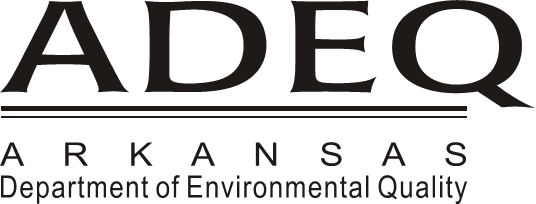 ADEQ
ARKANSAS
Department of Environmental Quality